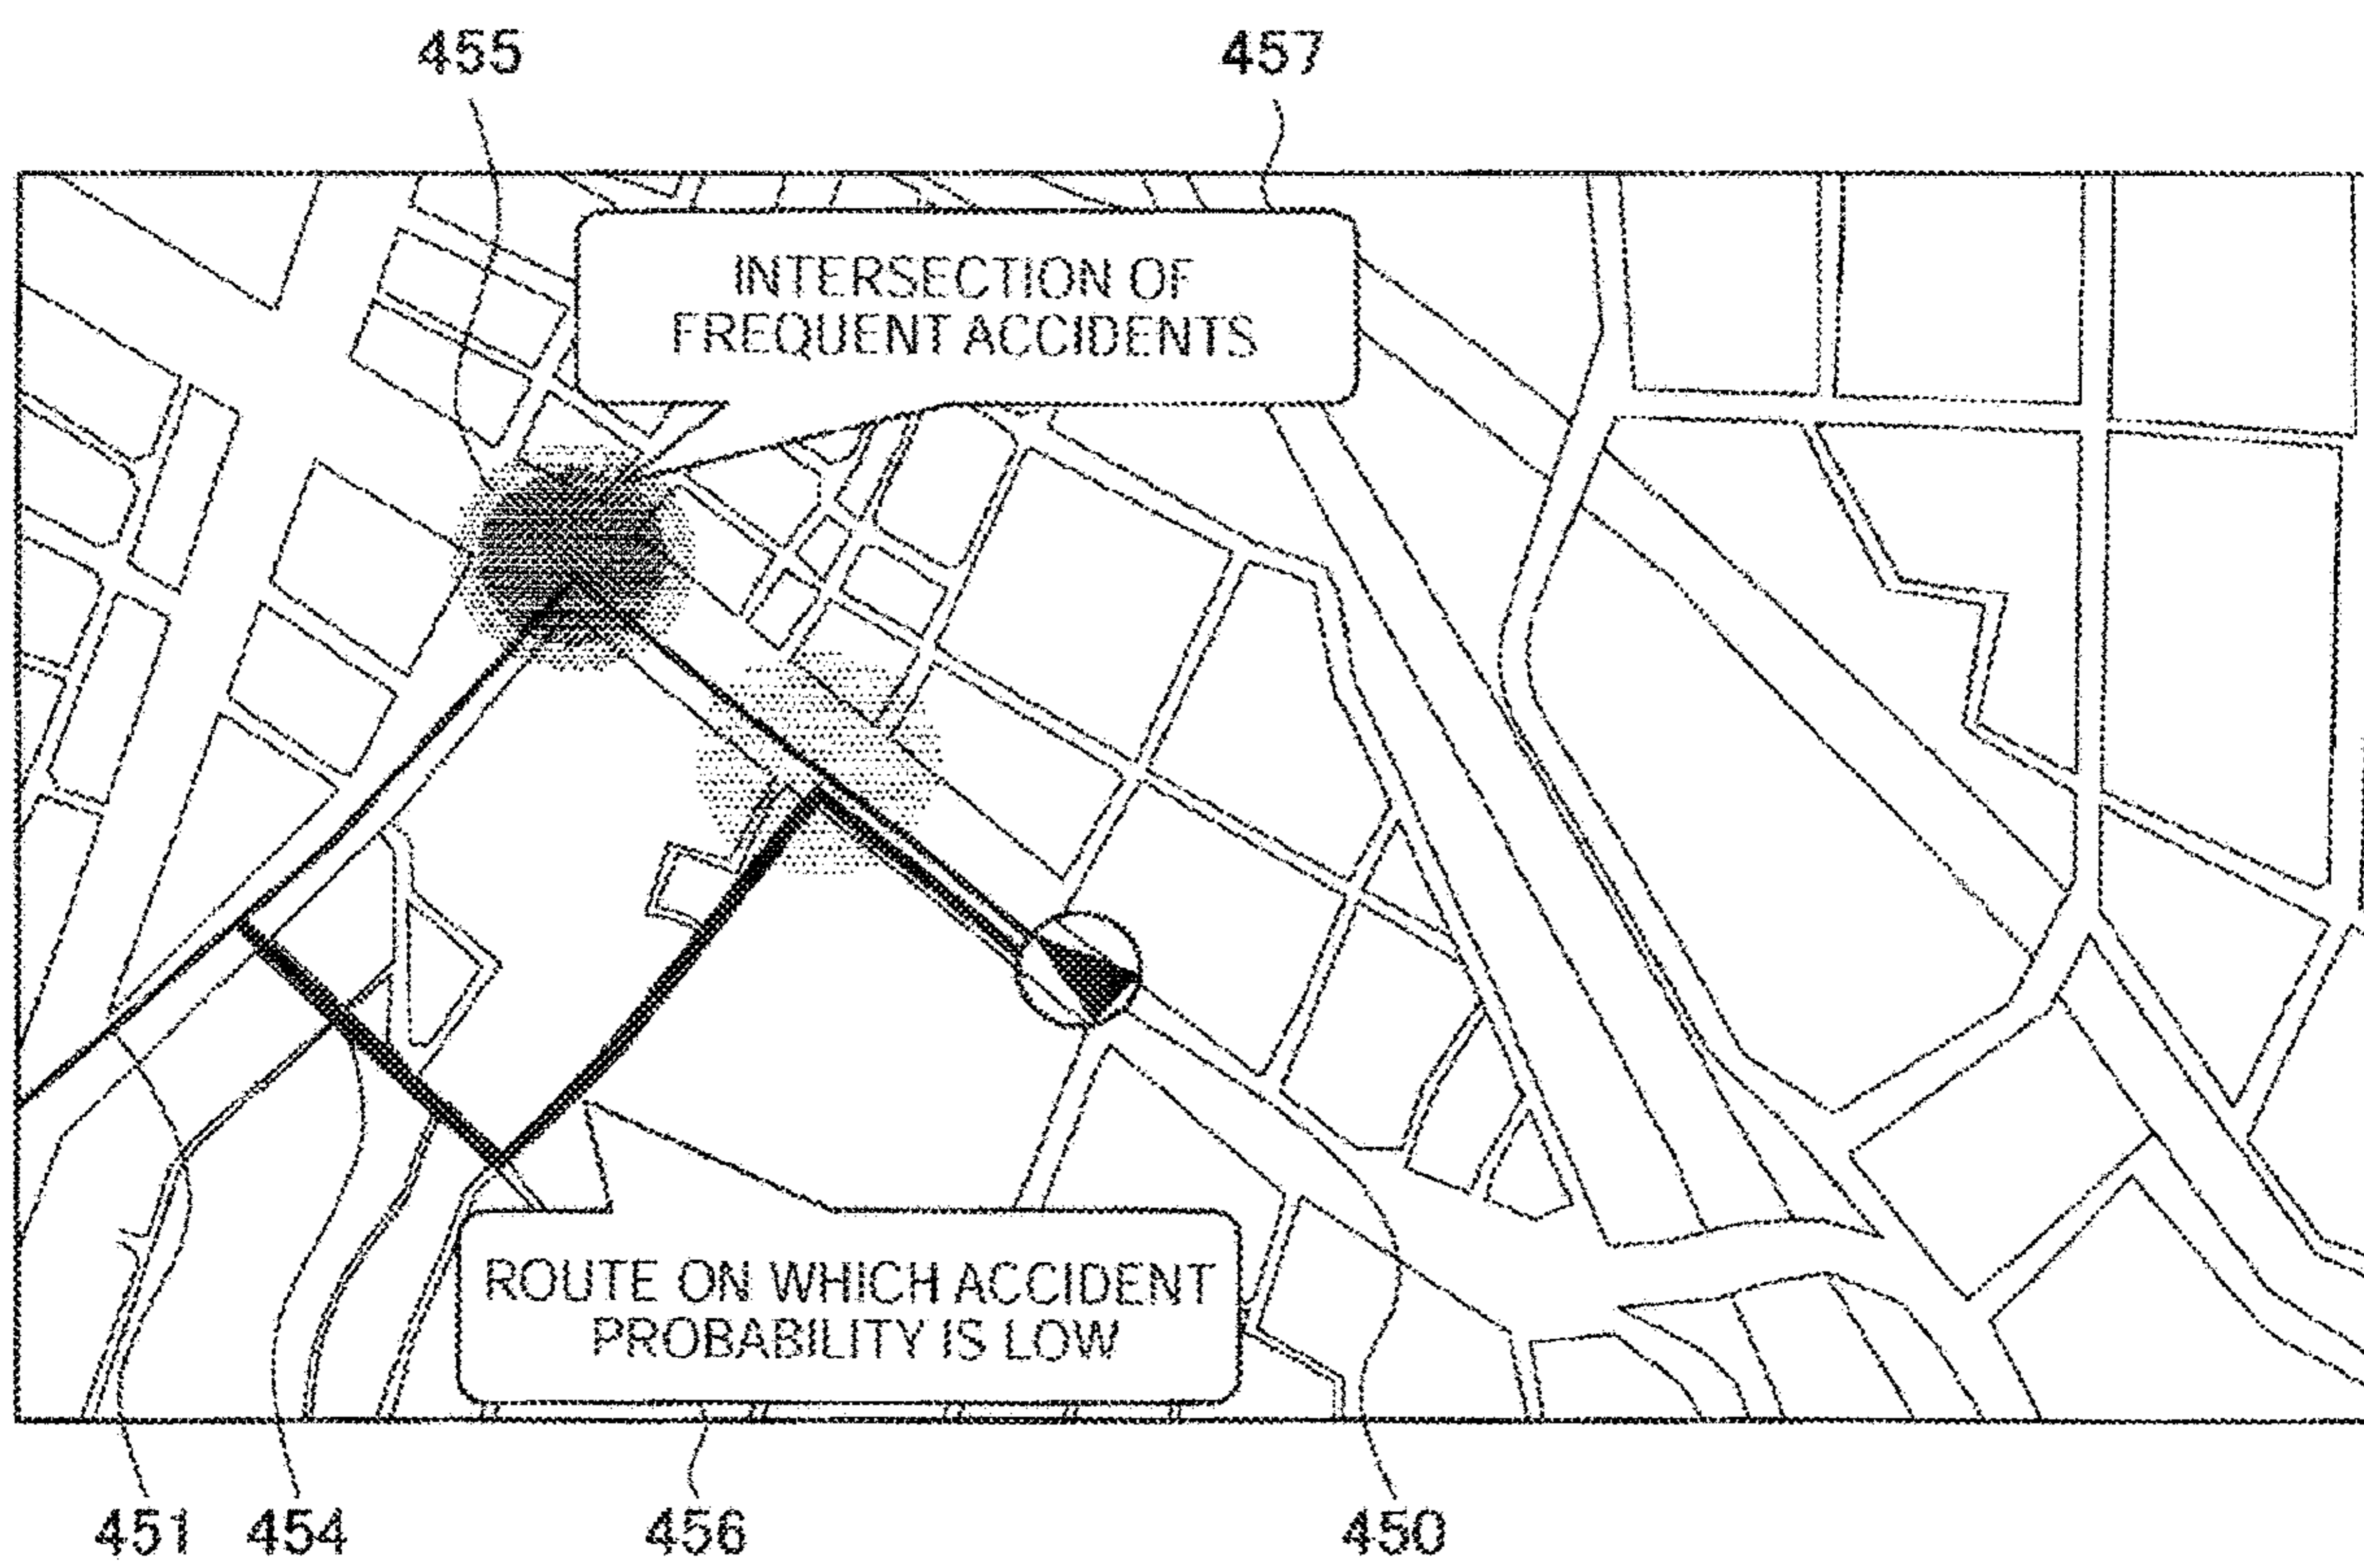 455
457
INTERSECTION OF
FREQUENT ACCIDENTS
ROUTE ON WHICH ACCIDENT
PROBABILITY IS LOW
451
454
456
450